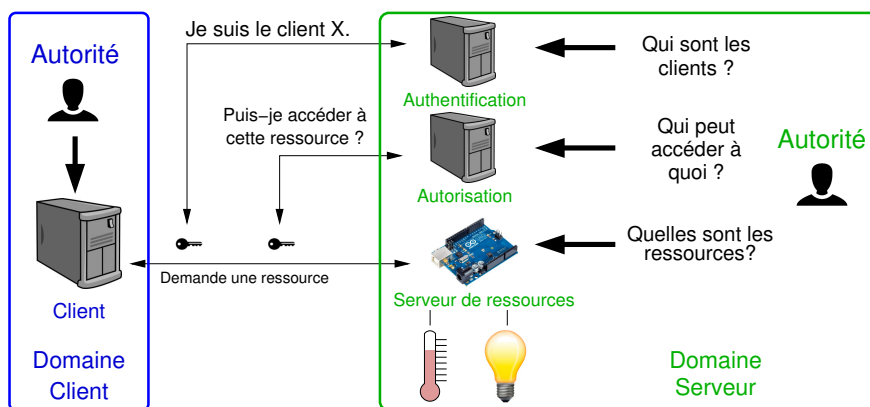 Autorité
Client
Domaine
Client
Je suis le client X.
Puis−je accéder à
cette ressource ?
Demande une ressource
Authentification
Autorisation
Serveur de ressources
Qui sont les
clients ?
Qui peut
accéder à
quoi ?
Quelles sont les
ressources?
Autorité
Domaine
Serveur